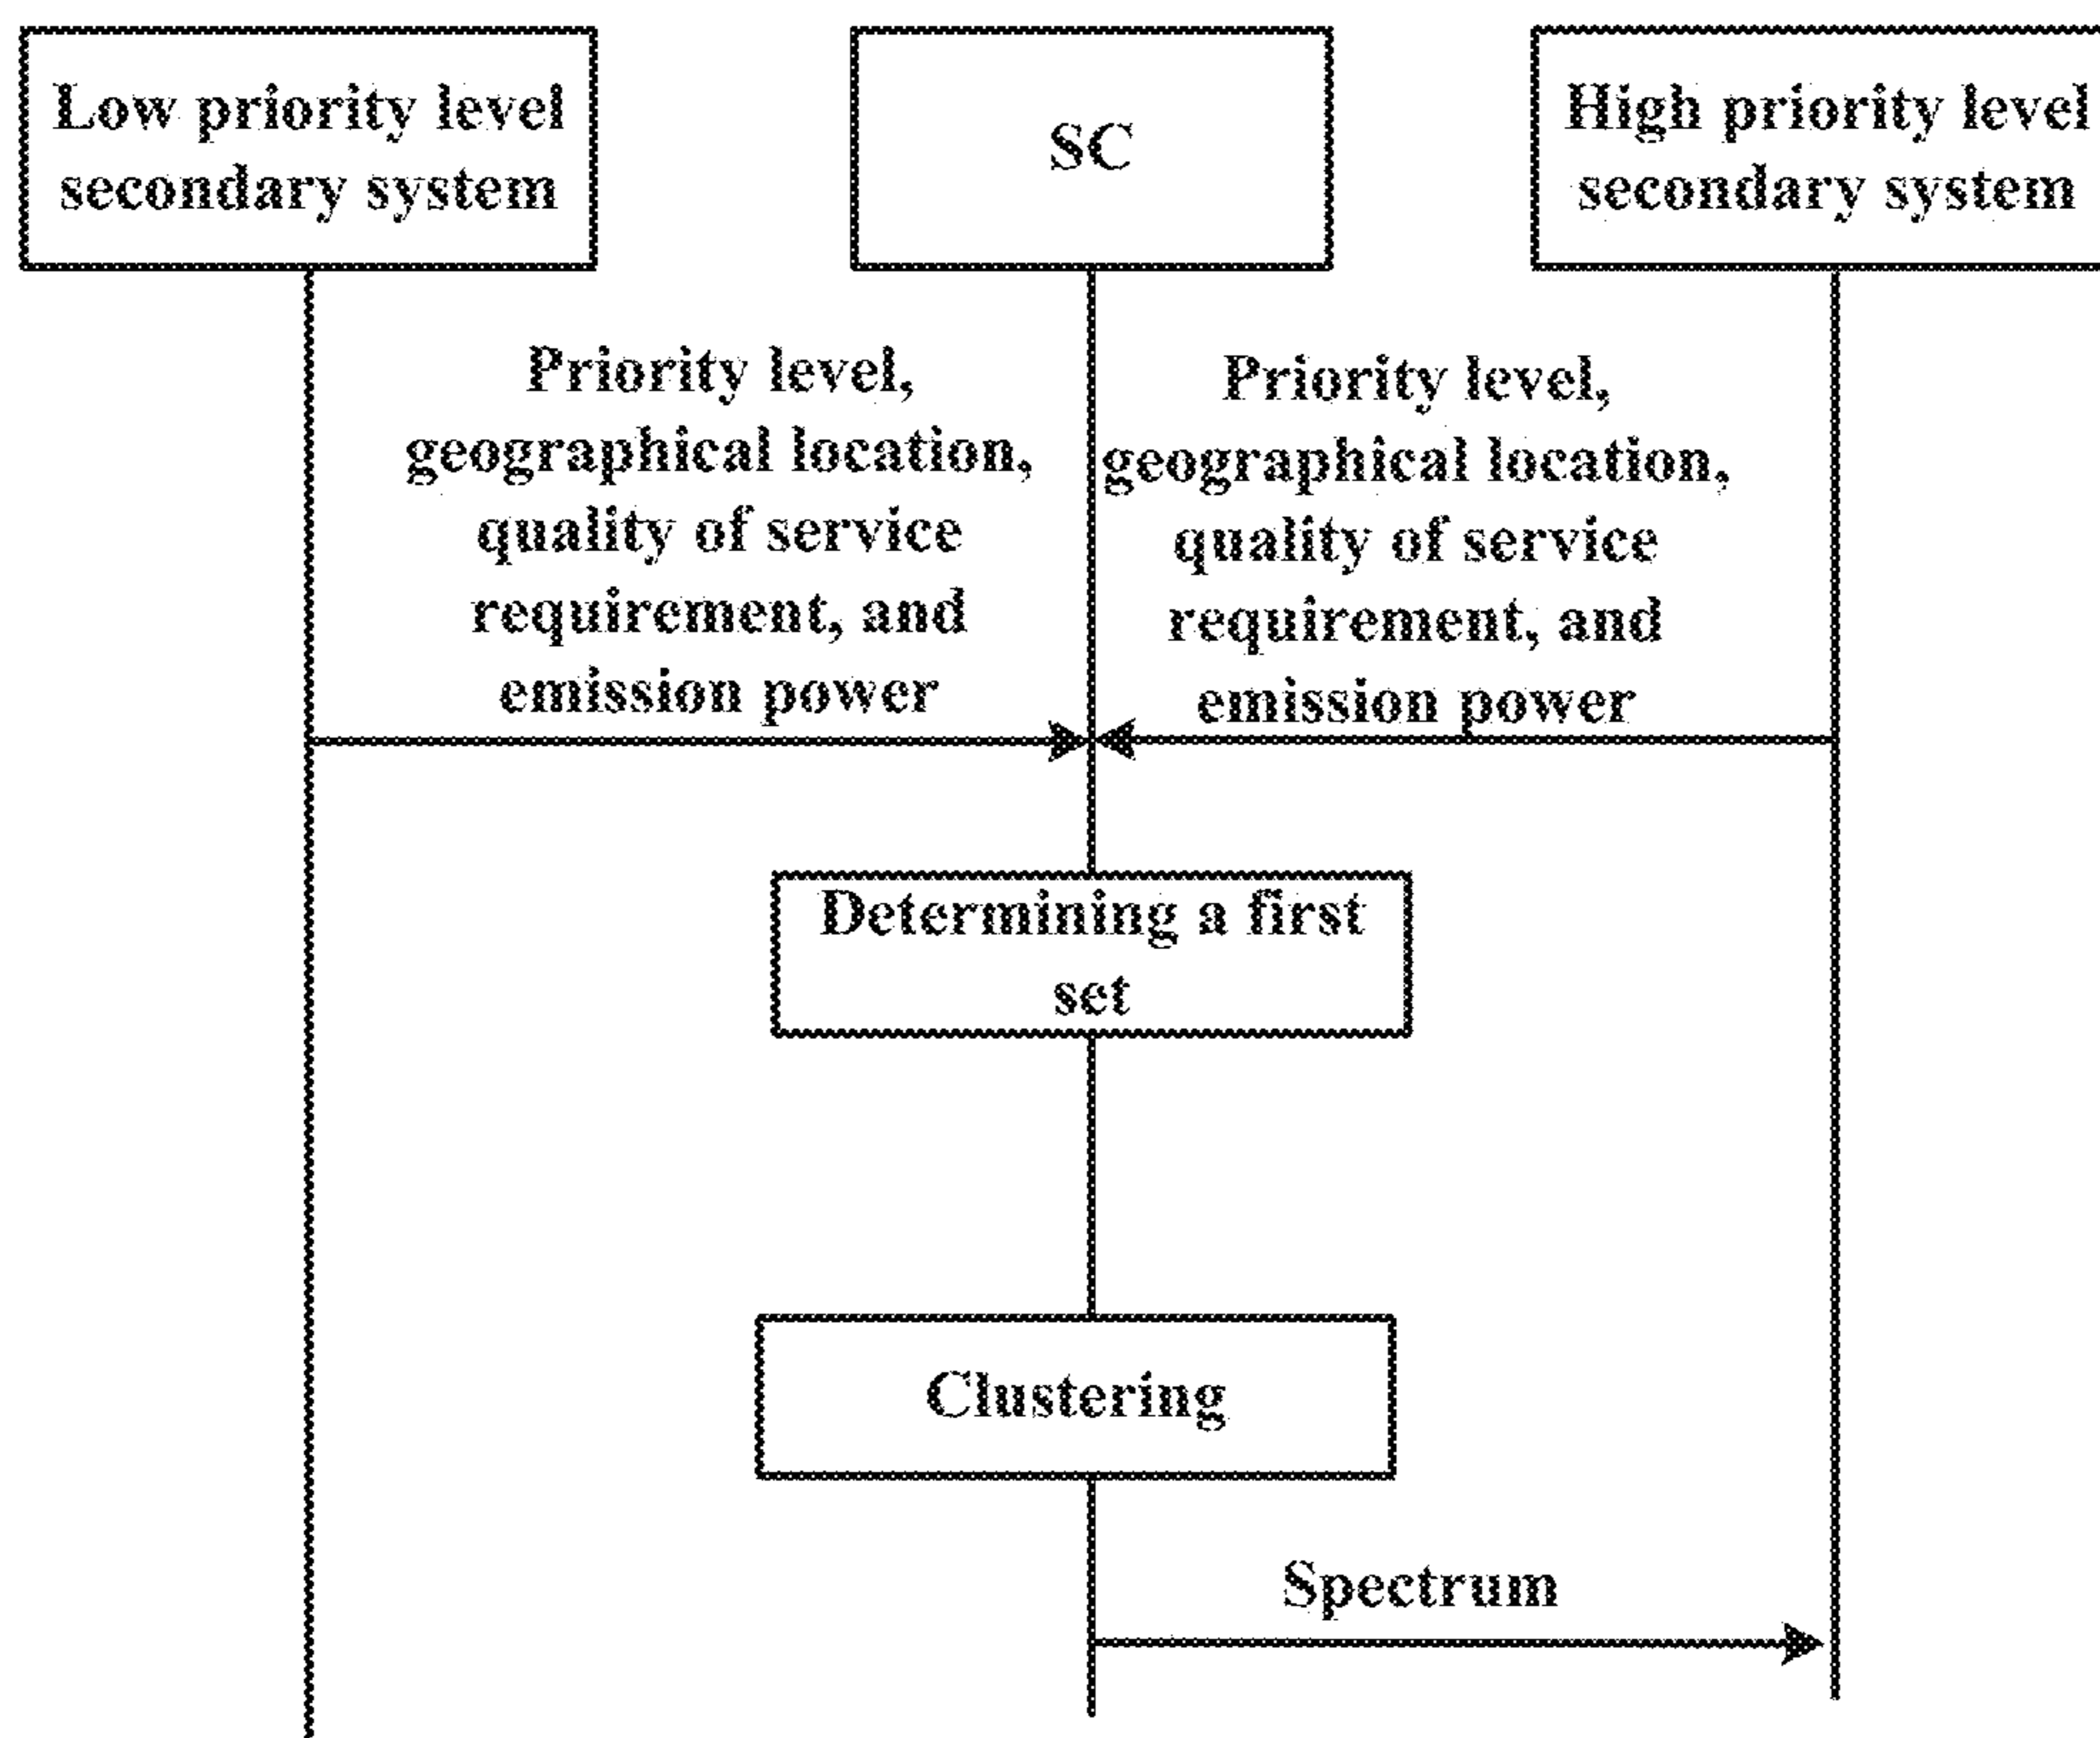 Low priority level
secondary system
SC
High priority level
secondary system
Priority level,
geographical location,
quality of service
requirement, and
emission power
Priority level,
geographical location,
quality of service
requirement, and
emission power
Determining a first
set
Clustering
Spectrum